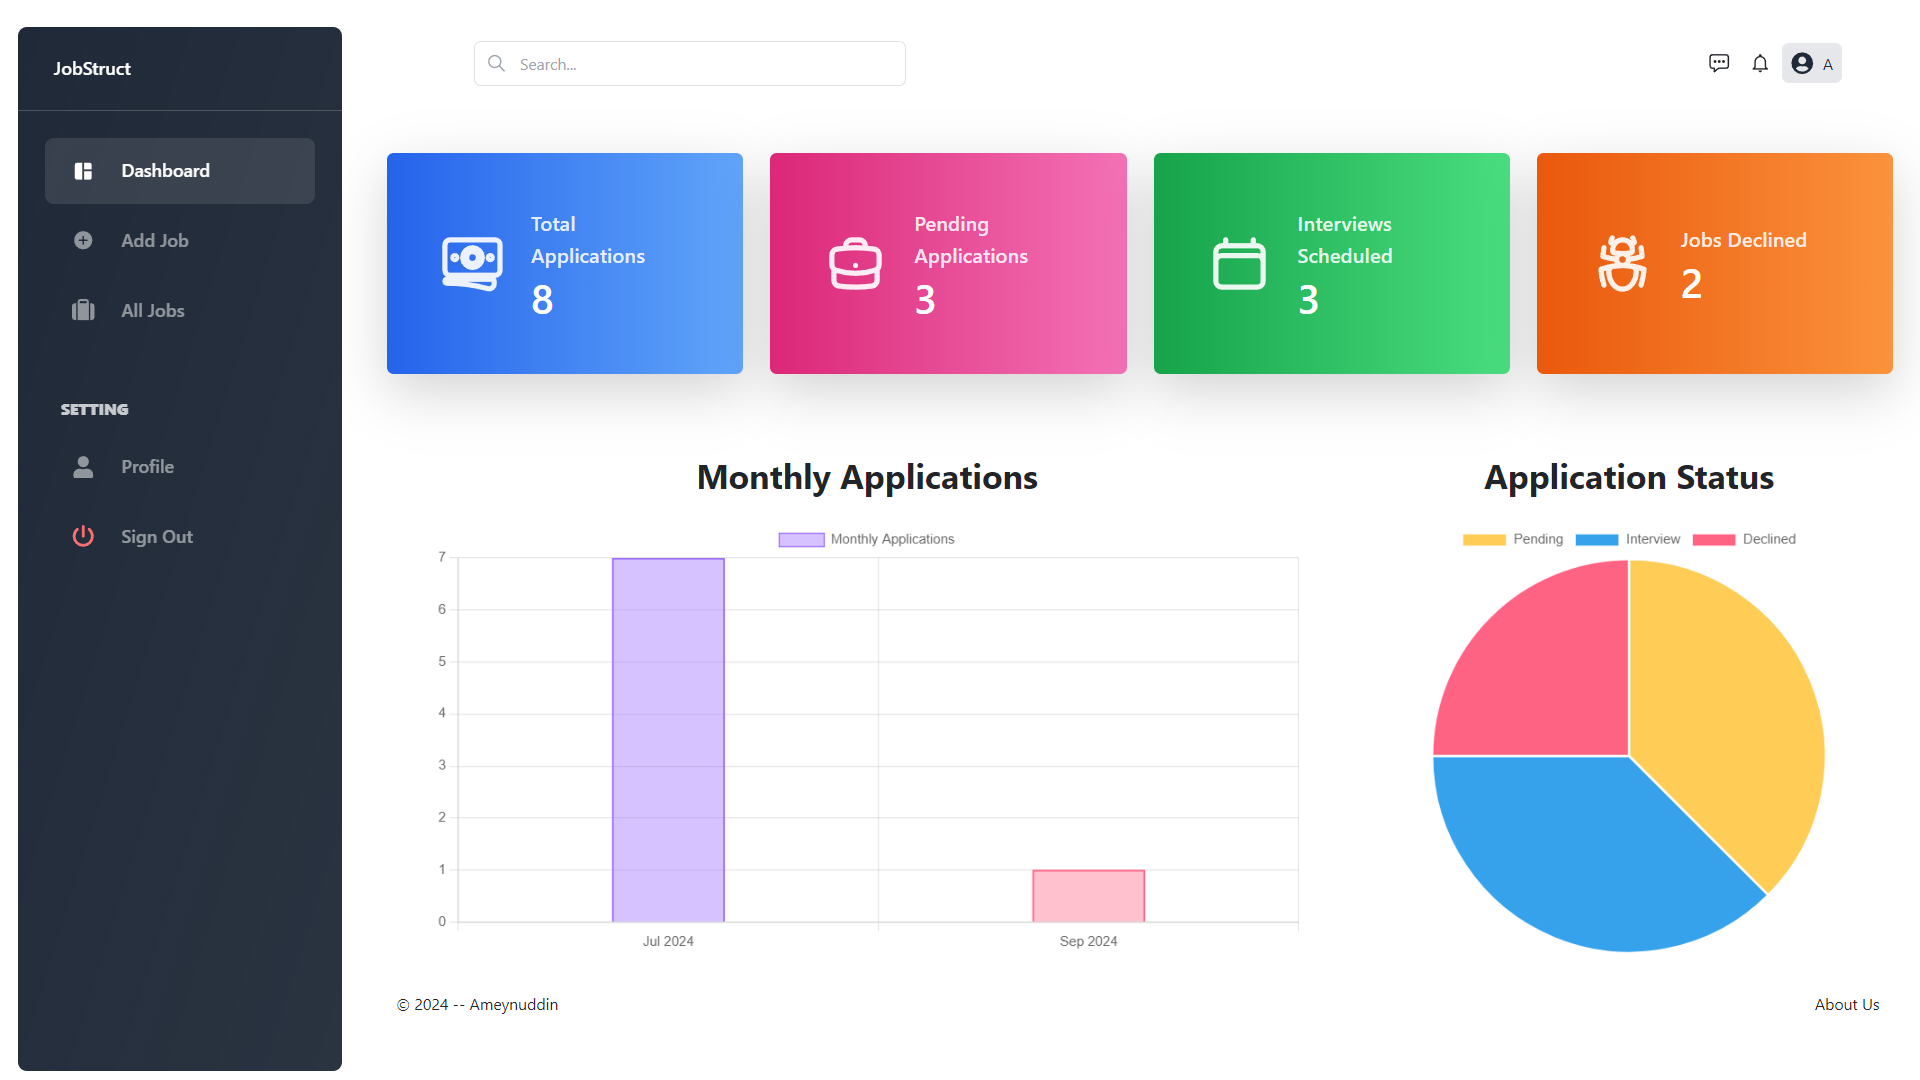 JobStruct
Dashboard
Add Job
All Jobs
SETTING
Profile
Sign Out
Search...
A
Total
Applications
8
Pending
Applications
3
Interviews
Scheduled
3
Jobs Declined
2
Monthly Applications
Monthly Applications
7
6
5
4
3
2
1
0
Jul 2024
Sep 2024
Application Status
Pending
Interview
Declined
© 2024 -- Ameynuddin
About Us